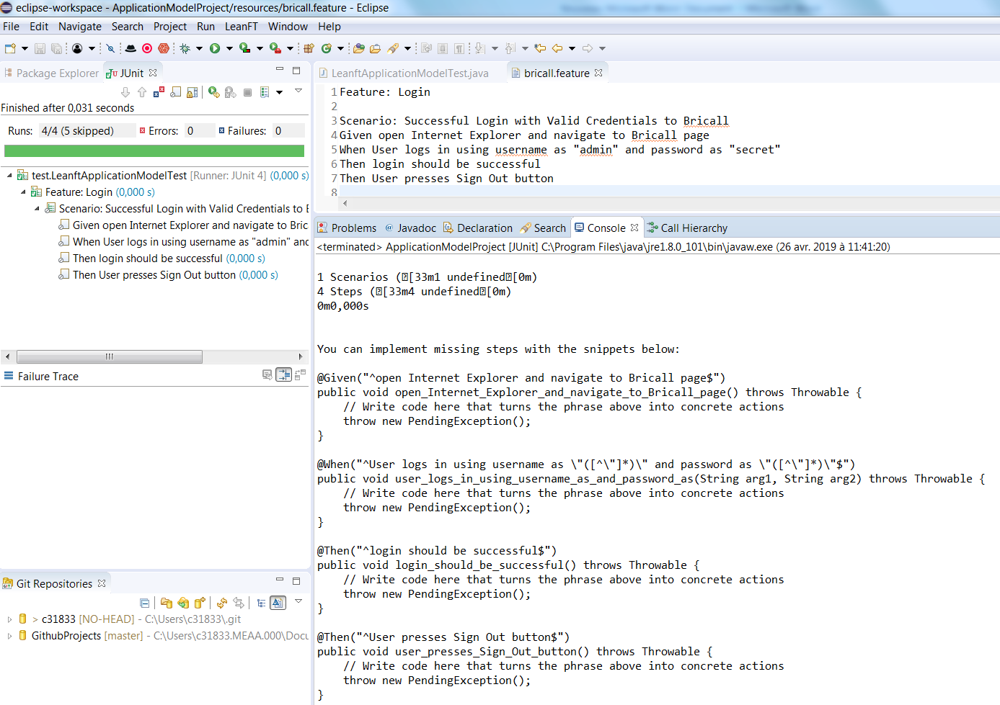 eclipse-workspace - ApplicationModelProject/resources/bricall.feature - Eclipse
File Edit Navigate Search Project Run LeanFT Window Help
Package Explorer
JUnit
Finished after 0,031 seconds
Runs: 4/4 (5 skipped) Errors: 0 Failures: 0
test.LeanftApplicationModelTest [Runner: JUnit 4] (0,000 s)
Feature: Login (0,000 s)
Scenario: Successful Login with Valid Credentials to
Given open Internet Explorer and navigate to Bric
When User logs in using username as "admin" and
Then login should be successful (0,000 s)
Then User presses Sign Out button (0,000 s)
Failure Trace
Git Repositories
> c31833 [NO-HEAD] - C:\Users\c31833\.git
GithubProjects [master] - C:\Users\c31833.MEAA.000\Docu
LeanftApplicationModelTest.java
bricall.feature
1 Feature: Login
2
3 Scenario: Successful Login with Valid Credentials to Bricall
4 Given open Internet Explorer and navigate to Bricall page
5 When User logs in using username as "admin" and password as "secret"
6 Then login should be successful
7 Then User presses Sign Out button
8
Problems @ Javadoc Declaration Search Console Call Hierarchy
<terminated> ApplicationModelProject [JUnit] C:\Program Files\java\jre1.8.0_101\bin\javaw.exe (26 avr. 2019 à 11:41:20)
1 Scenarios (⍰[33m1 undefined⍰[0m)
4 Steps (⍰[33m4 undefined⍰[0m)
0m0,000s
You can implement missing steps with the snippets below:
@Given("^open Internet Explorer and navigate to Bricall page$")
public void open_Internet_Explorer_and_navigate_to_Bricall_page() throws Throwable {
// Write code here that turns the phrase above into concrete actions
throw new PendingException();
}
@When("^User logs in using username as \"([^\"]*)\" and password as \"([^\"]*)\"$")
public void user_logs_in_using_username_as_and_password_as(String arg1, String arg2) throws Throwable {
// Write code here that turns the phrase above into concrete actions
throw new PendingException();
}
@Then("^login should be successful$")
public void login_should_be_successful() throws Throwable {
// Write code here that turns the phrase above into concrete actions
throw new PendingException();
}
@Then("^User presses Sign Out button$")
public void user_presses_Sign_Out_button() throws Throwable {
// Write code here that turns the phrase above into concrete actions
throw new PendingException();
}